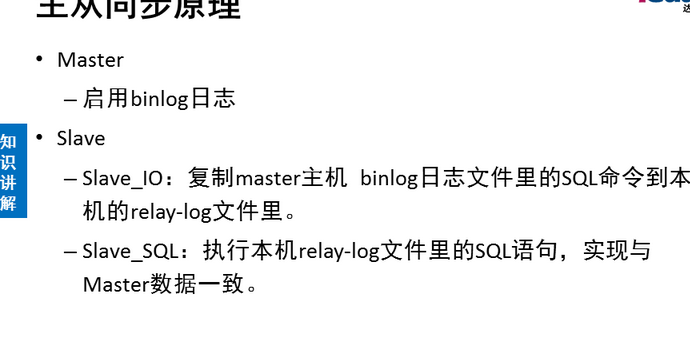 主从同步原理
• Master
– 启用binlog日志
• Slave
– Slave_IO：复制master主机 binlog日志文件里的SQL命令到本
机的relay-log文件里。
– Slave_SQL：执行本机relay-log文件里的SQL语句，实现与
Master数据一致。
知
识
讲
解
达